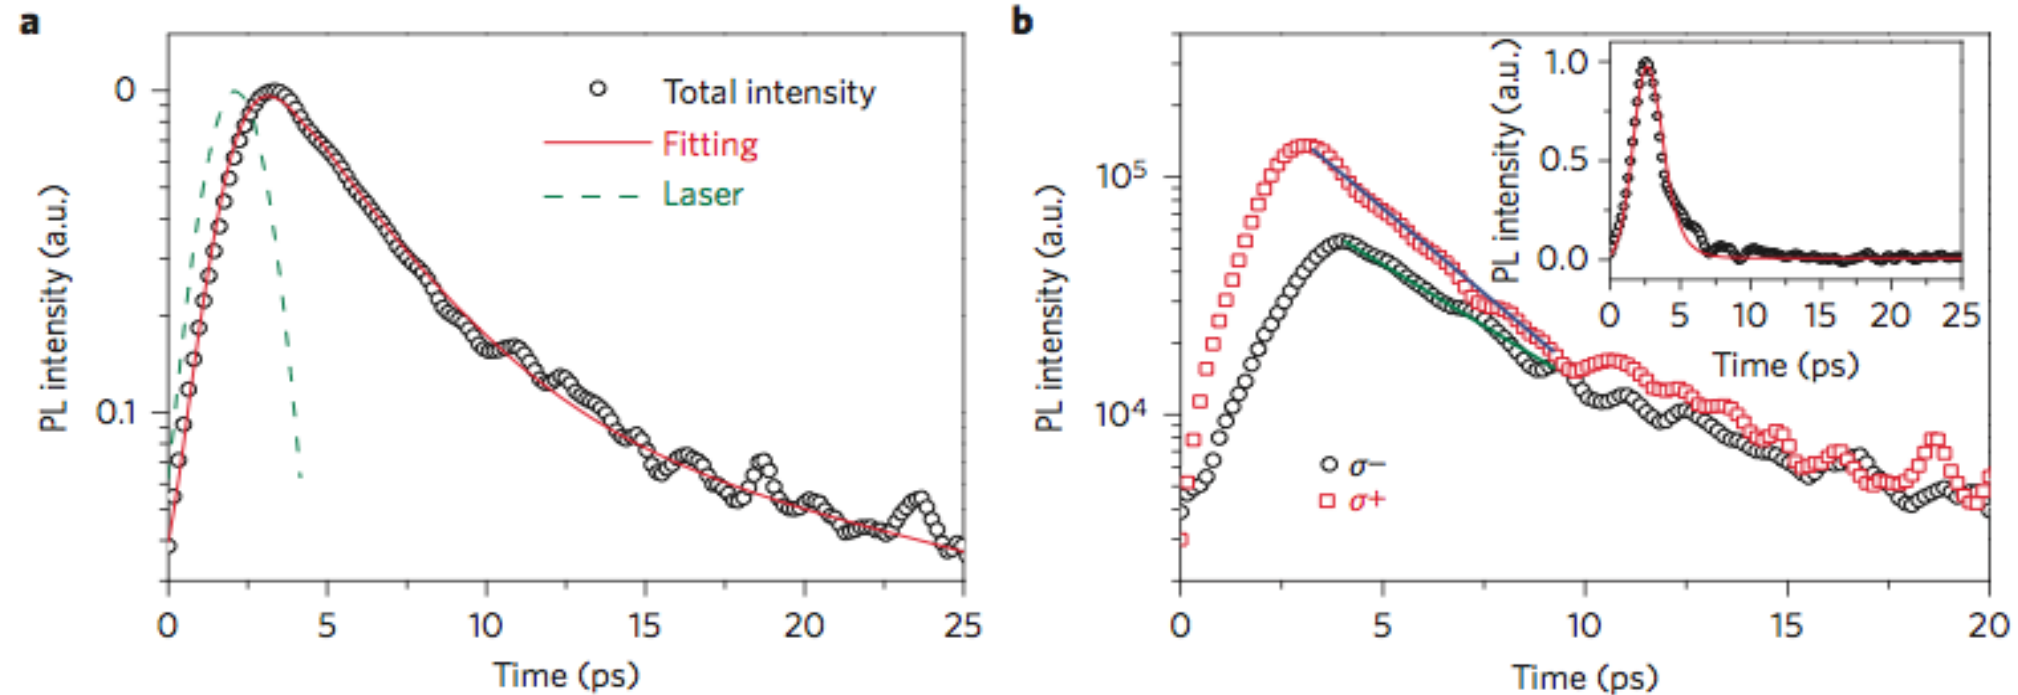 a
0
0.1
PL intensity (a.u.)
Total intensity
Fitting
Laser
0 5 10 15 20 25
Time (ps)
b
10⁵
10⁴
PL intensity (a.u.)
σ−
σ+
0 5 10 15 20
Time (ps)
1.0
0.5
0.0
PL intensity (a.u.)
0 5 10 15 20 25
Time (ps)